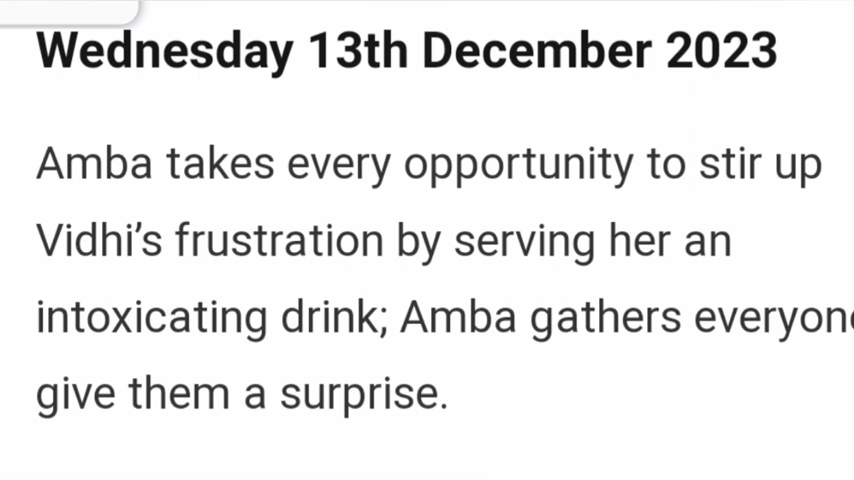 Wednesday 13th December 2023
Amba takes every opportunity to stir up
Vidhi’s frustration by serving her an
intoxicating drink; Amba gathers everyone
give them a surprise.